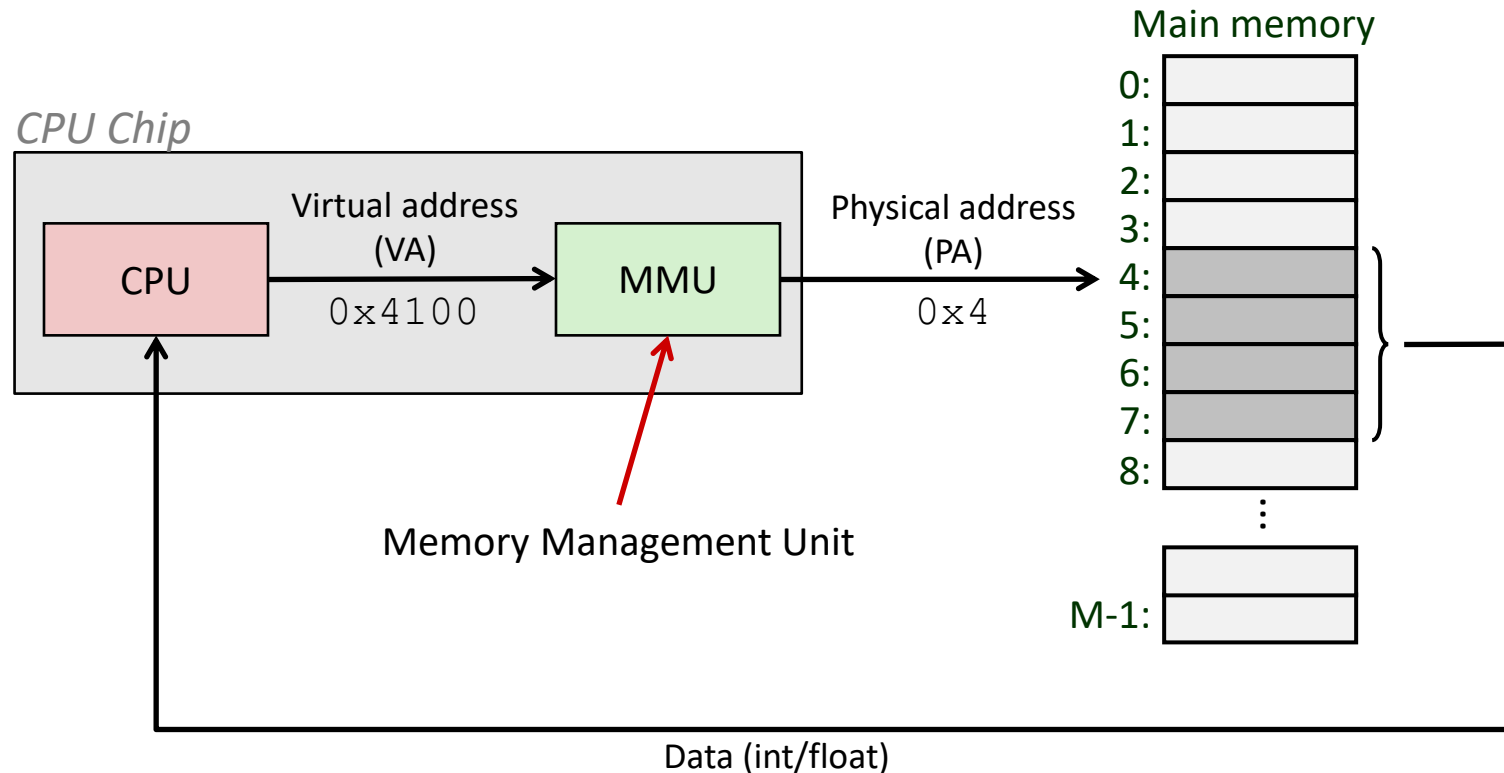 Main memory
CPU Chip
0:
1:
2:
3:
4:
5:
6:
7:
8:
⋮
M-1:
Virtual address
(VA)
0x4100
CPU
MMU
Physical address
(PA)
0x4
Memory Management Unit
Data (int/float)